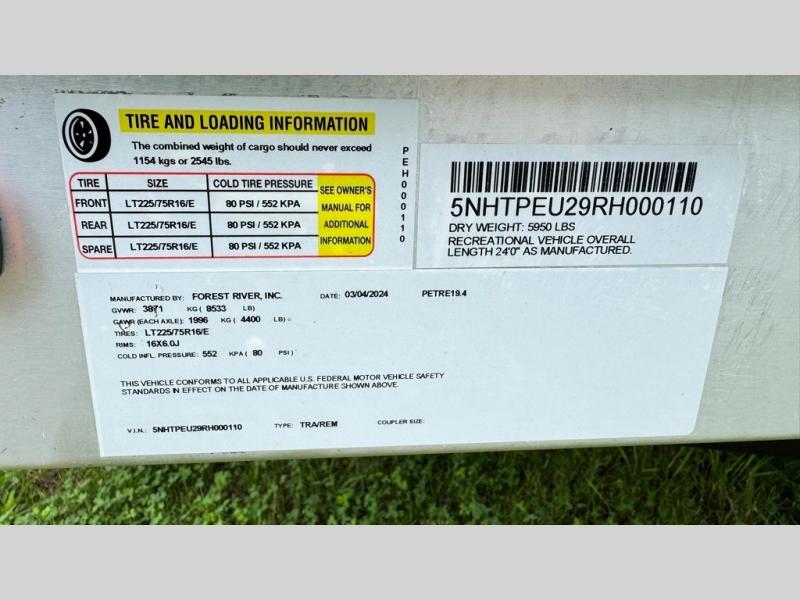 TIRE AND LOADING INFORMATION
The combined weight of cargo should never exceed
1154 kgs or 2545 lbs.
TIRE SIZE COLD TIRE PRESSURE SEE OWNER'S MANUAL FOR ADDITIONAL INFORMATION
FRONT LT225/75R16/E 80 PSI / 552 KPA
REAR LT225/75R16/E 80 PSI / 552 KPA
SPARE LT225/75R16/E 80 PSI / 552 KPA
PEH000110
5NHTPEU29RH000110
DRY WEIGHT: 5950 LBS
RECREATIONAL VEHICLE OVERALL
LENGTH 24'0" AS MANUFACTURED.
MANUFACTURED BY: FOREST RIVER, INC. DATE: 03/04/2024 PETRE19.4
GVWR: 3871 KG ( 8533 LB)
GAWR (EACH AXLE): 1996 KG ( 4400 LB)
TIRES: LT225/75R16/E
RIMS: 16X6.0J
COLD INFL. PRESSURE: 552 KPA ( 80 PSI )
THIS VEHICLE CONFORMS TO ALL APPLICABLE U.S. FEDERAL MOTOR VEHICLE SAFETY
STANDARDS IN EFFECT ON THE DATE OF MANUFACTURE SHOWN ABOVE.
V.I.N.: 5NHTPEU29RH000110 TYPE: TRA/REM COUPLER SIZE: